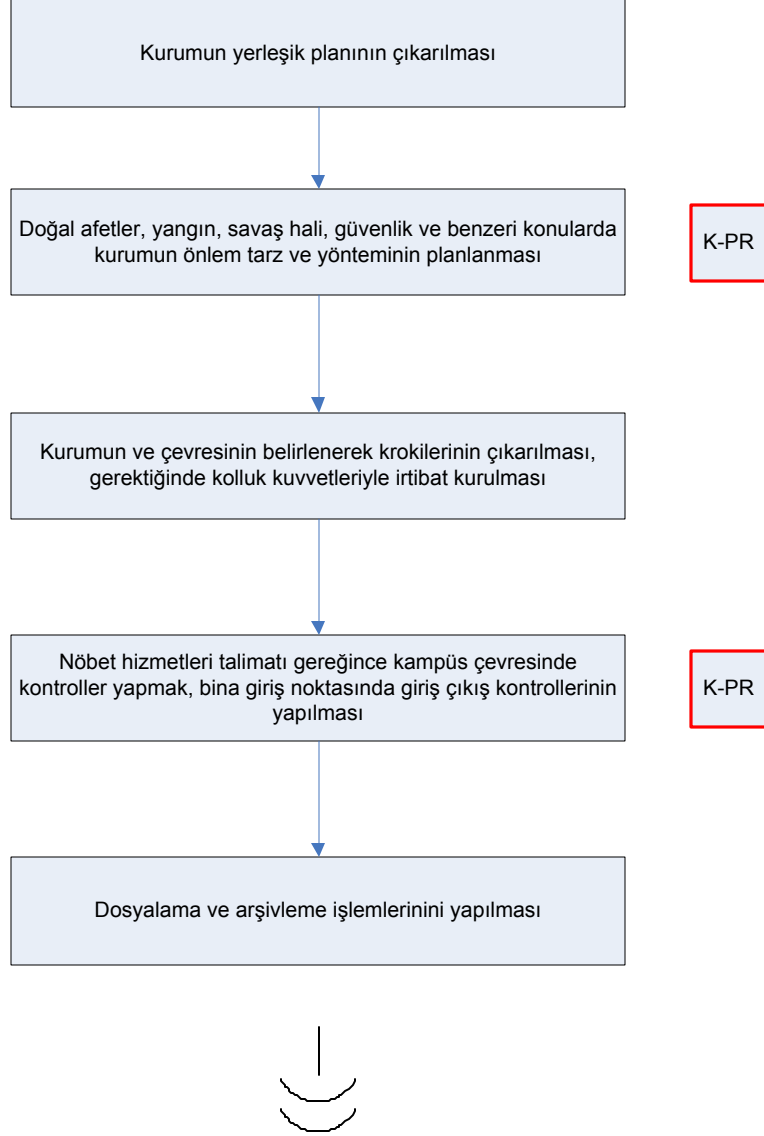 Kurumun yerleşik planının çıkarılması
Doğal afetler, yangın, savaş hali, güvenlik ve benzeri konularda
kurumun önlem tarz ve yönteminin planlanması
K-PR
Kurumun ve çevresinin belirlenerek krokilerinin çıkarılması,
gerektiğinde kolluk kuvvetleriyle irtibat kurulması
Nöbet hizmetleri talimatı gereğince kampüs çevresinde
kontroller yapmak, bina giriş noktasında giriş çıkış kontrollerinin
yapılması
K-PR
Dosyalama ve arşivleme işlemlerinini yapılması